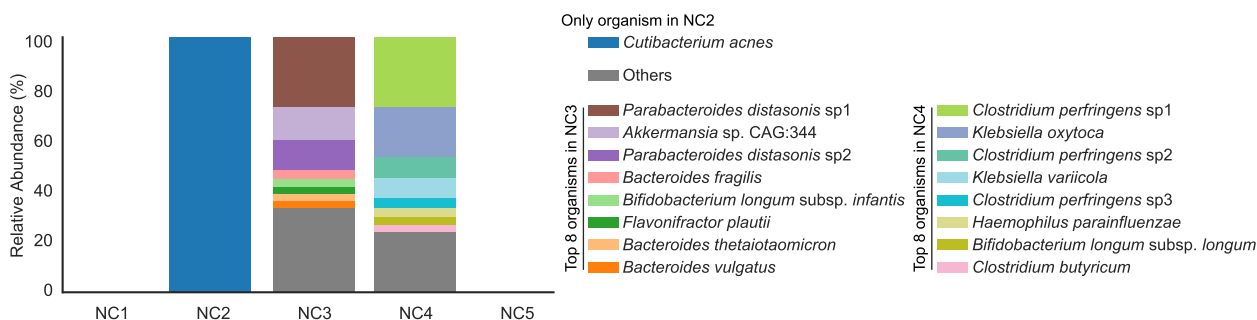 Relative Abundance (%)
100
80
60
40
20
0
NC1
NC2
NC3
NC4
NC5
Only organism in NC2
Cutibacterium acnes
Others
Top 8 organisms in NC3
Parabacteroides distasonis sp1
Akkermansia sp. CAG:344
Parabacteroides distasonis sp2
Bacteroides fragilis
Bifidobacterium longum subsp. infantis
Flavonifractor plautii
Bacteroides thetaiotaomicron
Bacteroides vulgatus
Top 8 organisms in NC4
Clostridium perfringens sp1
Klebsiella oxytoca
Clostridium perfringens sp2
Klebsiella variicola
Clostridium perfringens sp3
Haemophilus parainfluenzae
Bifidobacterium longum subsp. longum
Clostridium butyricum